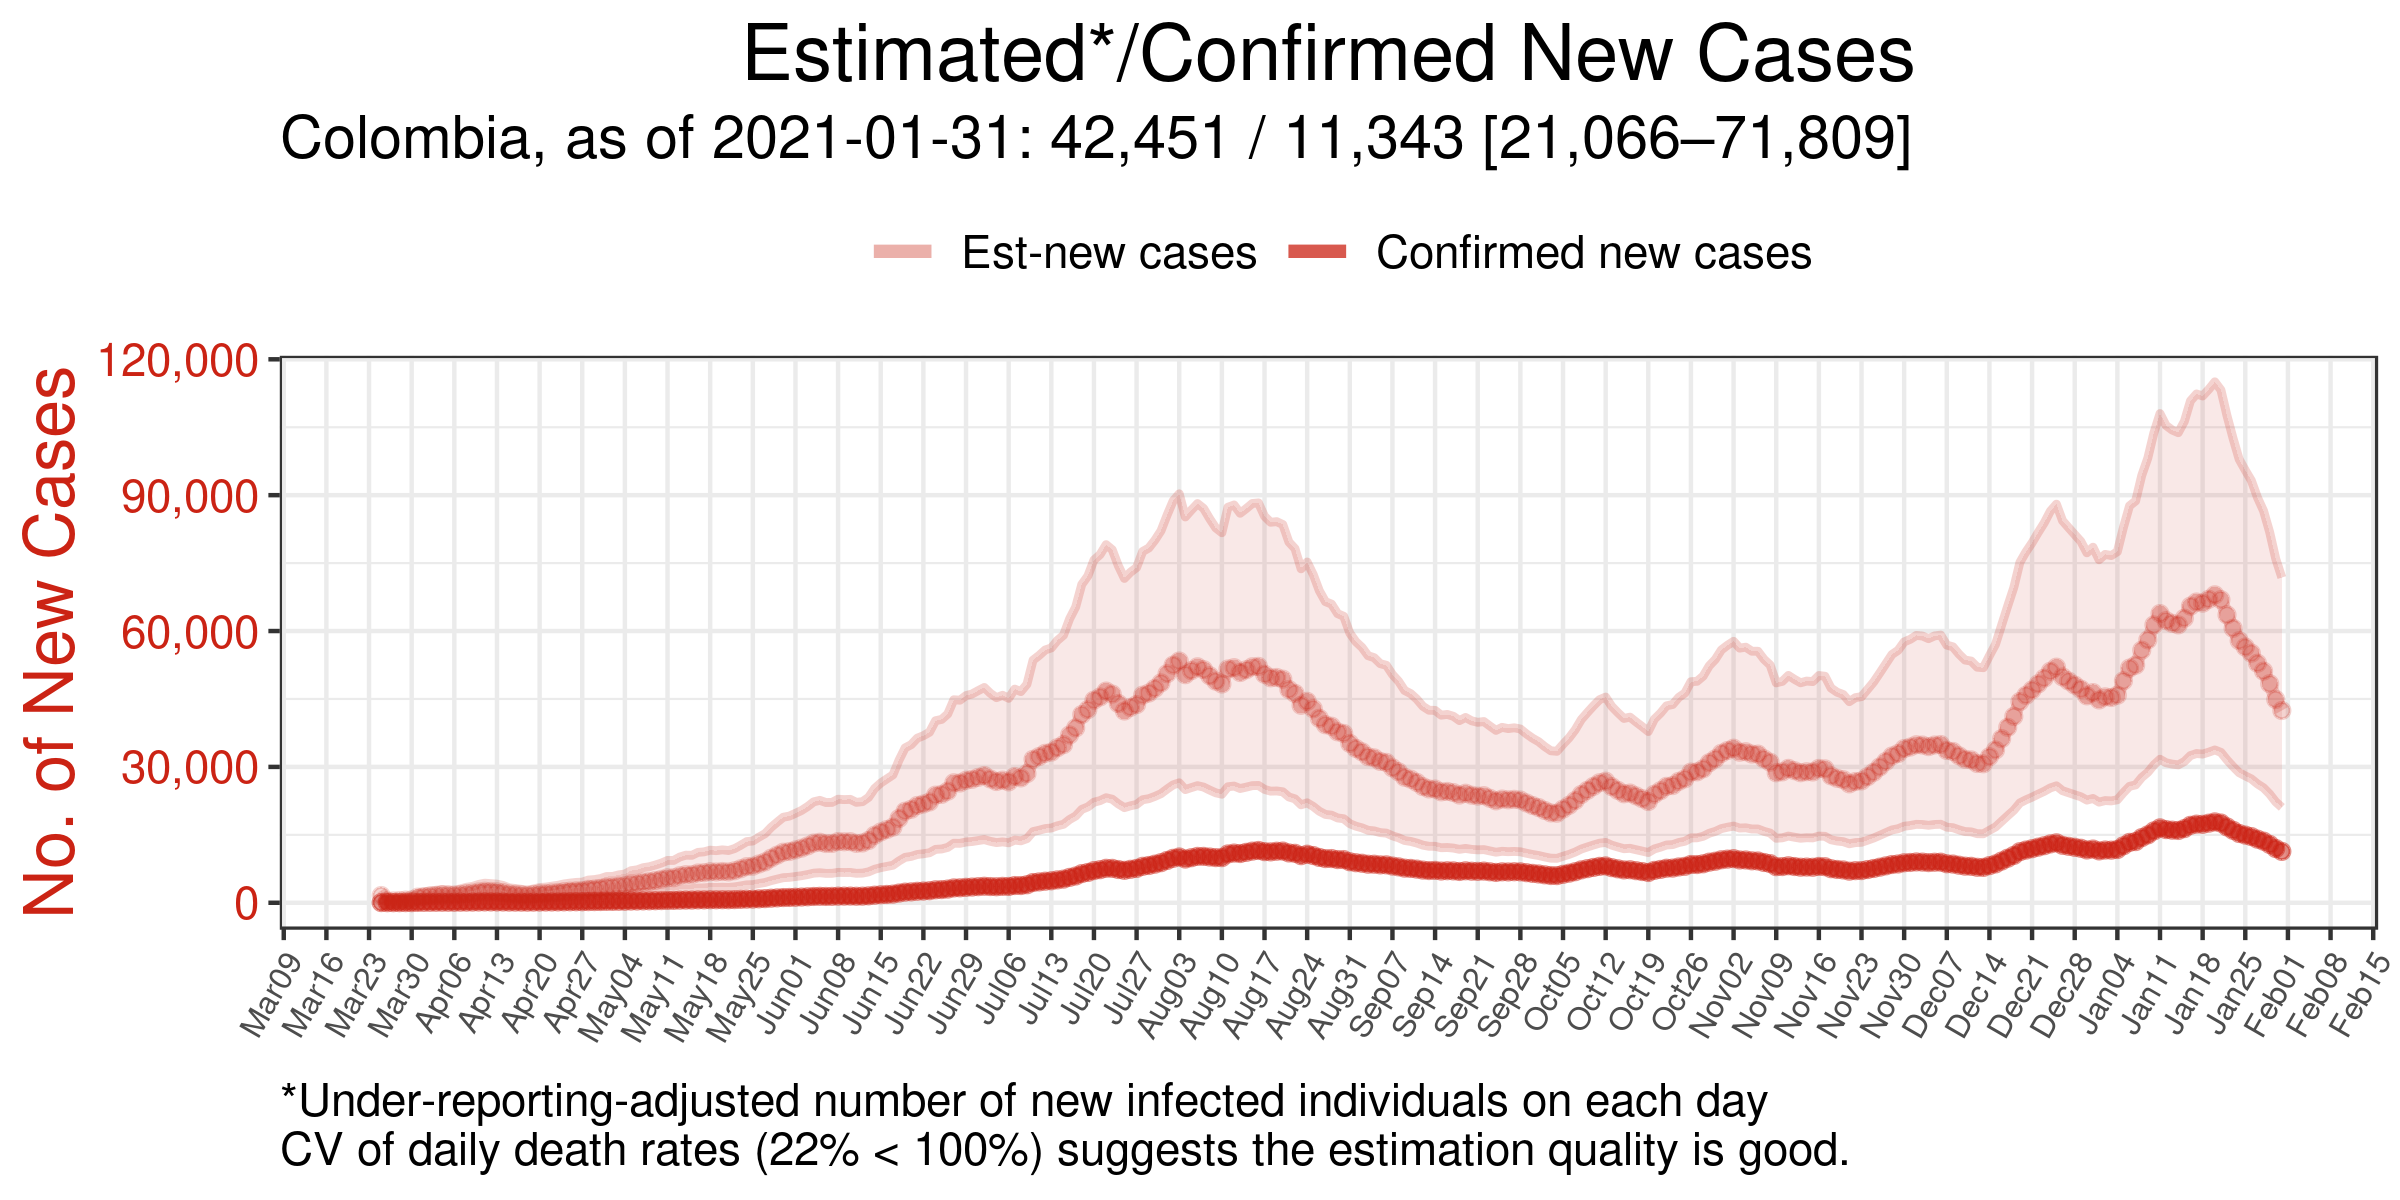 Estimated*/Confirmed New Cases
Colombia, as of 2021-01-31: 42,451 / 11,343 [21,066–71,809]
Est-new cases Confirmed new cases
No. of New Cases
120,000
90,000
60,000
30,000
0
Mar09 Mar16 Mar23 Mar30 Apr06 Apr13 Apr20 Apr27 May04 May11 May18 May25 Jun01 Jun08 Jun15 Jun22 Jun29 Jul06 Jul13 Jul20 Jul27 Aug03 Aug10 Aug17 Aug24 Aug31 Sep07 Sep14 Sep21 Sep28 Oct05 Oct12 Oct19 Oct26 Nov02 Nov09 Nov16 Nov23 Nov30 Dec07 Dec14 Dec21 Dec28 Jan04 Jan11 Jan18 Jan25 Feb01 Feb08 Feb15
*Under-reporting-adjusted number of new infected individuals on each day
CV of daily death rates (22% < 100%) suggests the estimation quality is good.